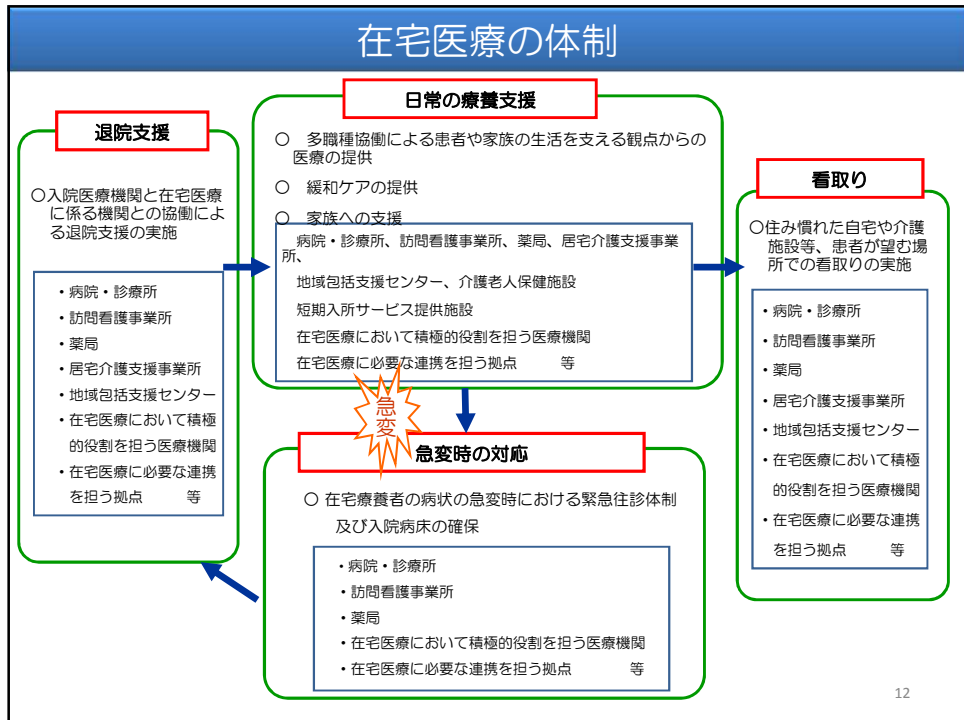 在宅医療の体制
退院支援
○入院医療機関と在宅医療
に係る機関との協働によ
る退院支援の実施
・病院・診療所
・訪問看護事業所
・薬局
・居宅介護支援事業所
・地域包括支援センター
・在宅医療において積極
的役割を担う医療機関
・在宅医療に必要な連携
を担う拠点　　等
日常の療養支援
○　多職種協働による患者や家族の生活を支える観点からの
医療の提供
○　緩和ケアの提供
○　家族への支援
病院・診療所、訪問看護事業所、薬局、居宅介護支援事業
所、
地域包括支援センター、介護老人保健施設
短期入所サービス提供施設
在宅医療において積極的役割を担う医療機関
在宅医療に必要な連携を担う拠点　　等
急変
急変時の対応
○ 在宅療養者の病状の急変時における緊急往診体制
及び入院病床の確保
・病院・診療所
・訪問看護事業所
・薬局
・在宅医療において積極的役割を担う医療機関
・在宅医療に必要な連携を担う拠点　　等
看取り
○住み慣れた自宅や介護
施設等、患者が望む場
所での看取りの実施
・病院・診療所
・訪問看護事業所
・薬局
・居宅介護支援事業所
・地域包括支援センター
・在宅医療において積極
的役割を担う医療機関
・在宅医療に必要な連携
を担う拠点　　等
12